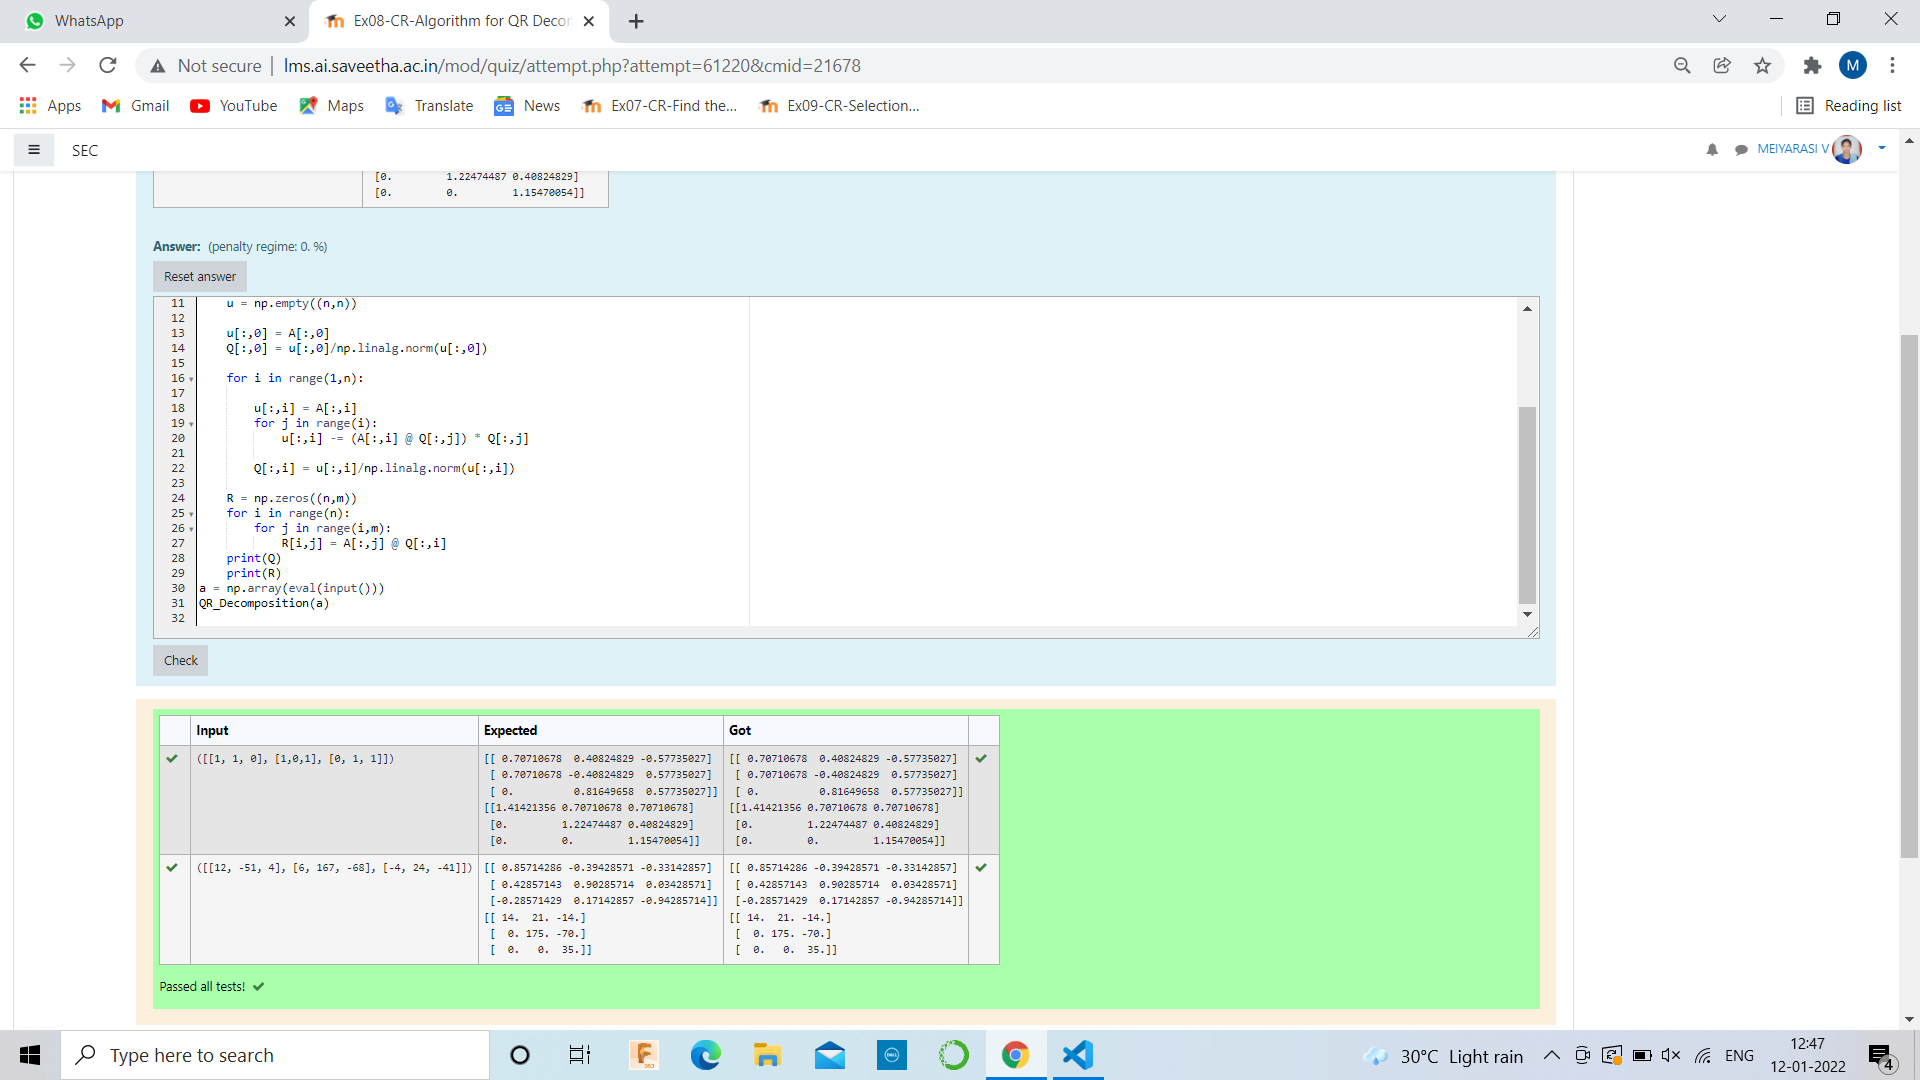 WhatsApp
Ex08-CR-Algorithm for QR Decom
Not secure | lms.ai.saveetha.ac.in/mod/quiz/attempt.php?attempt=61220&cmid=21678
M
Apps Gmail YouTube Maps Translate News Ex07-CR-Find the... Ex09-CR-Selection... Reading list
SEC MEIYARASI V
[0. 1.22474487 0.40824829]
[0. 0. 1.15470054]]
Answer: (penalty regime: 0. %)
Reset answer
11 u = np.empty((n,n))
12
13 u[:,0] = A[:,0]
14 Q[:,0] = u[:,0]/np.linalg.norm(u[:,0])
15
16 for i in range(1,n):
17
18 u[:,i] = A[:,i]
19 for j in range(i):
20 u[:,i] -= (A[:,i] @ Q[:,j]) * Q[:,j]
21
22 Q[:,i] = u[:,i]/np.linalg.norm(u[:,i])
23
24 R = np.zeros((n,m))
25 for i in range(n):
26 for j in range(i,m):
27 R[i,j] = A[:,j] @ Q[:,i]
28 print(Q)
29 print(R)
30 a = np.array(eval(input()))
31 QR_Decomposition(a)
32
Check
Input Expected Got
([[1, 1, 0], [1,0,1], [0, 1, 1]]) [[ 0.70710678 0.40824829 -0.57735027] [[ 0.70710678 0.40824829 -0.57735027]
[ 0.70710678 -0.40824829 0.57735027] [ 0.70710678 -0.40824829 0.57735027]
[ 0. 0.81649658 0.57735027]] [ 0. 0.81649658 0.57735027]]
[[1.41421356 0.70710678 0.70710678] [[1.41421356 0.70710678 0.70710678]
[0. 1.22474487 0.40824829] [0. 1.22474487 0.40824829]
[0. 0. 1.15470054]] [0. 0. 1.15470054]]
([[12, -51, 4], [6, 167, -68], [-4, 24, -41]]) [[ 0.85714286 -0.39428571 -0.33142857] [[ 0.85714286 -0.39428571 -0.33142857]
[ 0.42857143 0.90285714 0.03428571] [ 0.42857143 0.90285714 0.03428571]
[-0.28571429 0.17142857 -0.94285714]] [-0.28571429 0.17142857 -0.94285714]]
[[ 14. 21. -14.] [[ 14. 21. -14.]
[ 0. 175. -70.] [ 0. 175. -70.]
[ 0. 0. 35.]] [ 0. 0. 35.]]
Passed all tests!
Type here to search
30°C Light rain ENG
12:47
12-01-2022
4